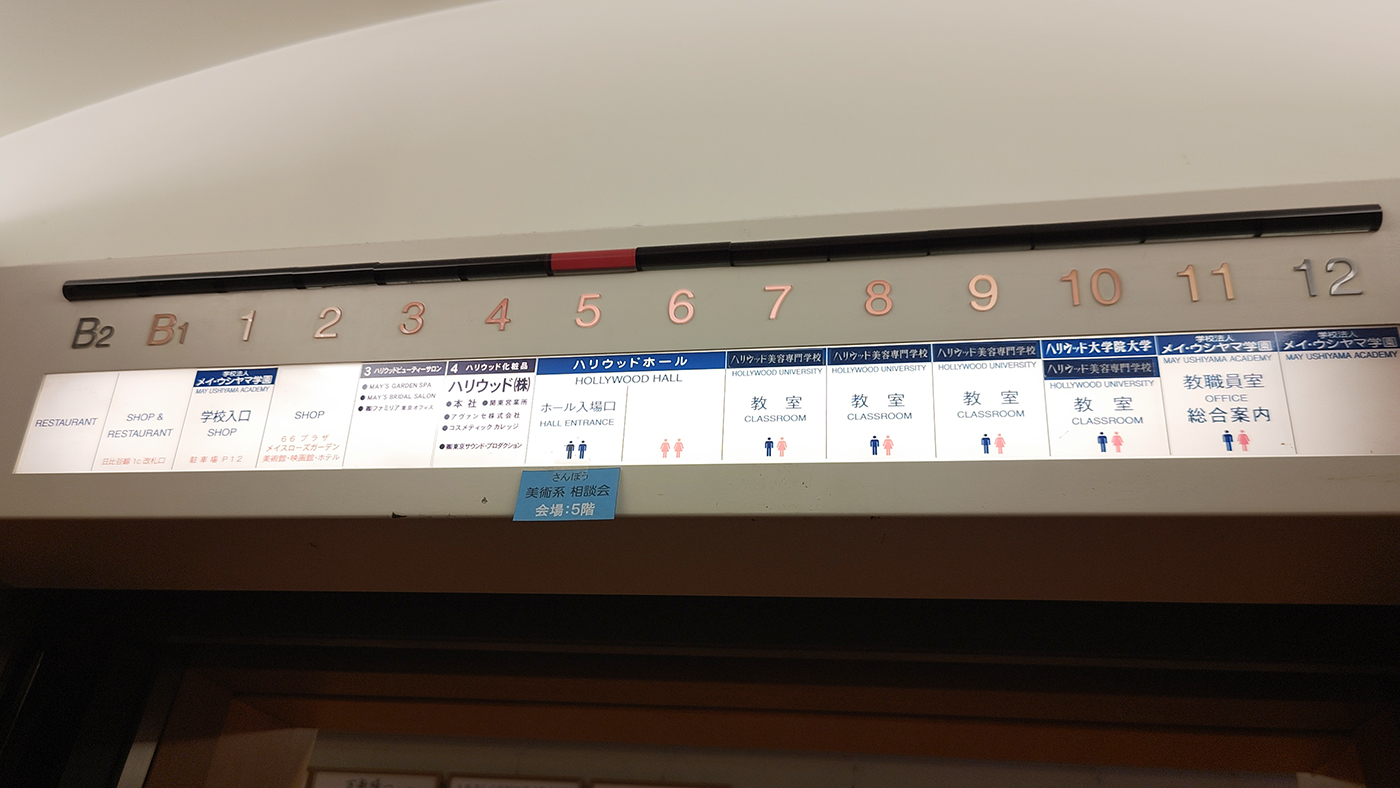 B2 B1 1 2 3 4 5 6 7 8 9 10 11 12
RESTAURANT
SHOP &
RESTAURANT
日比谷線1c改札口
学校法人
メイ・ウシヤマ学園
MAY USHIYAMA ACADEMY
学校入口
SHOP
駐車場 P12
SHOP
66プラザ
メイスローズガーデン
美術館・映画館・ホテル
3 ハリウッドビューティーサロン
●MAY'S GARDEN SPA
●MAY'S BRIDAL SALON
●㈱ファミリア 東京オフィス
4 ハリウッド化粧品
ハリウッド㈱
●本社 ●関東営業所
●アヴァンセ株式会社
●コスメティックカレッジ
●㈱東京サウンド・プロダクション
ハリウッドホール
HOLLYWOOD HALL
ホール入場口
HALL ENTRANCE
ハリウッド美容専門学校
HOLLYWOOD UNIVERSITY
教 室
CLASSROOM
ハリウッド美容専門学校
HOLLYWOOD UNIVERSITY
教 室
CLASSROOM
ハリウッド美容専門学校
HOLLYWOOD UNIVERSITY
教 室
CLASSROOM
ハリウッド大学院大学
ハリウッド美容専門学校
HOLLYWOOD UNIVERSITY
教 室
CLASSROOM
学校法人
メイ・ウシヤマ学園
MAY USHIYAMA ACADEMY
教職員室
OFFICE
総合案内
学校法人
メイ・ウシヤマ学園
MAY USHIYAMA ACADEMY
さんぽう
美術系 相談会
会場:5階